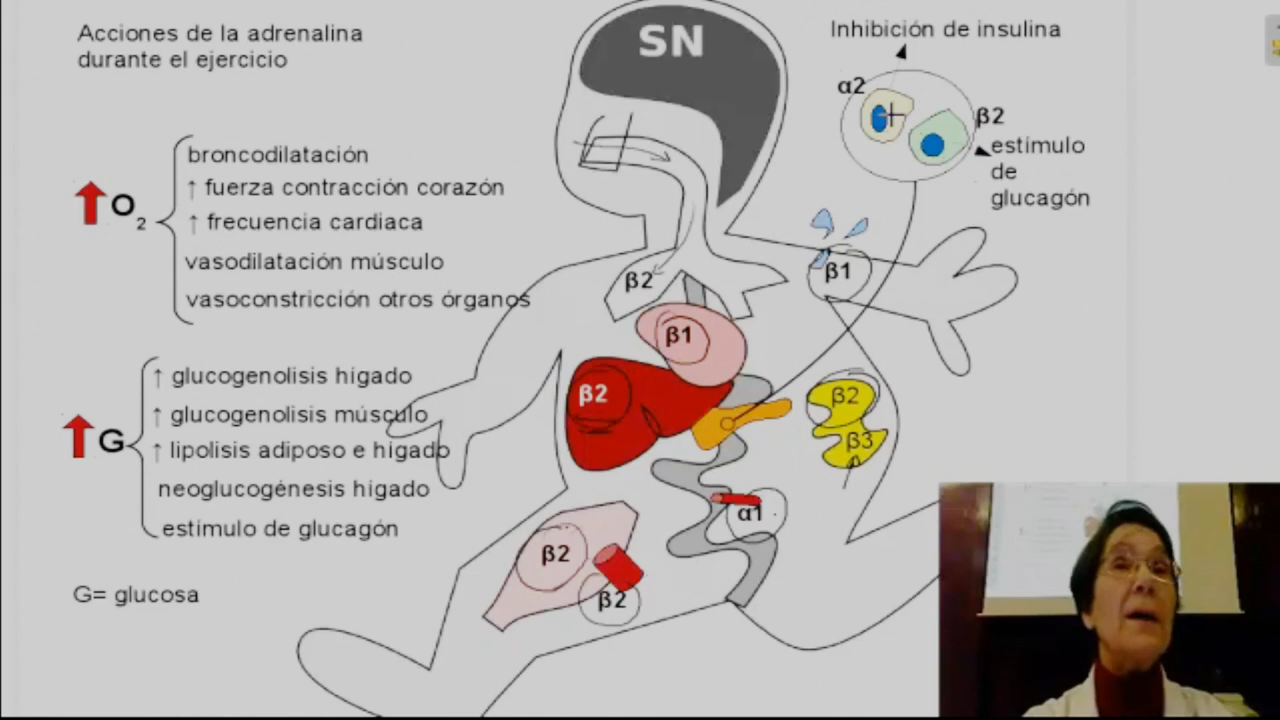 Acciones de la adrenalina
durante el ejercicio
↑ O2
broncodilatación
↑ fuerza contracción corazón
↑ frecuencia cardiaca
vasodilatación músculo
vasoconstricción otros órganos
↑ G
↑ glucogenolisis hígado
↑ glucogenolisis músculo
↑ lipolisis adiposo e hígado
neoglucogénesis hígado
estímulo de glucagón
G= glucosa
SN
Inhibición de insulina
α2
β2
estímulo
de
glucagón
β1
β2
β1
β2
β2
β3
α1
β2
β2